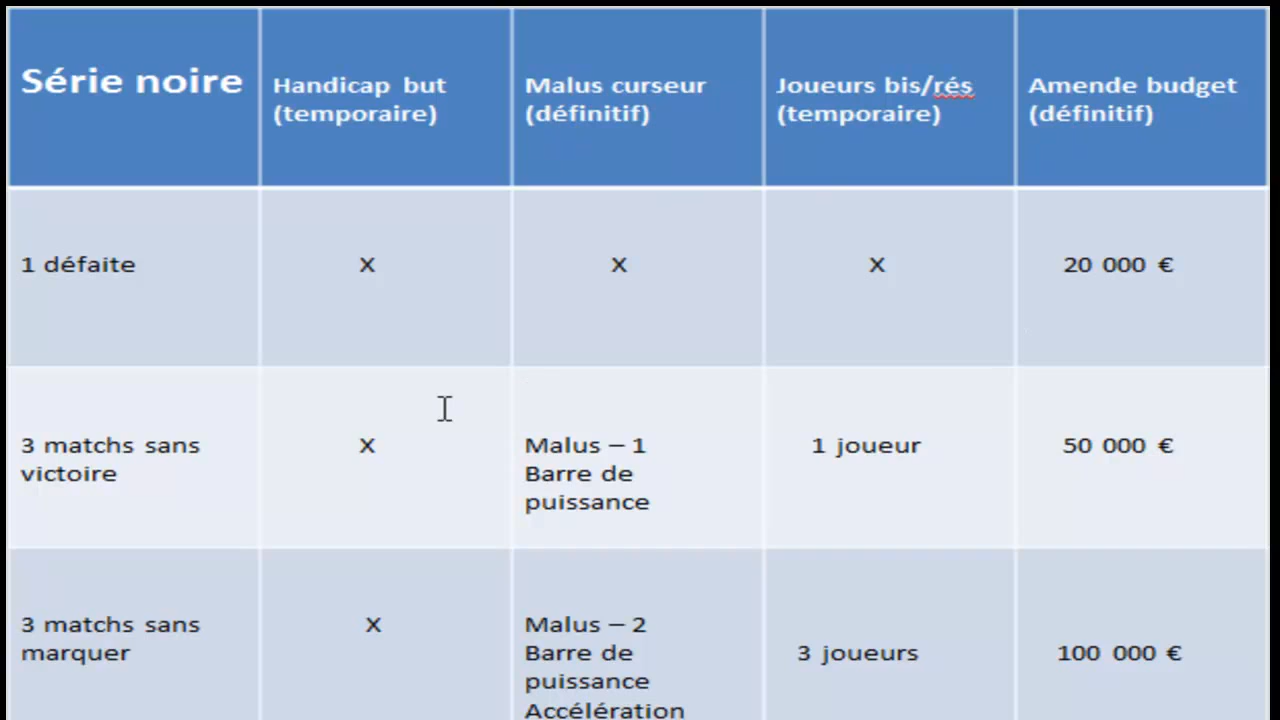 Série noire
Handicap but
(temporaire)
Malus curseur
(définitif)
Joueurs bis/rés
(temporaire)
Amende budget
(définitif)
1 défaite
X
X
X
20 000 €
3 matchs sans
victoire
X
Malus – 1
Barre de
puissance
1 joueur
50 000 €
3 matchs sans
marquer
X
Malus – 2
Barre de
puissance
Accélération
3 joueurs
100 000 €